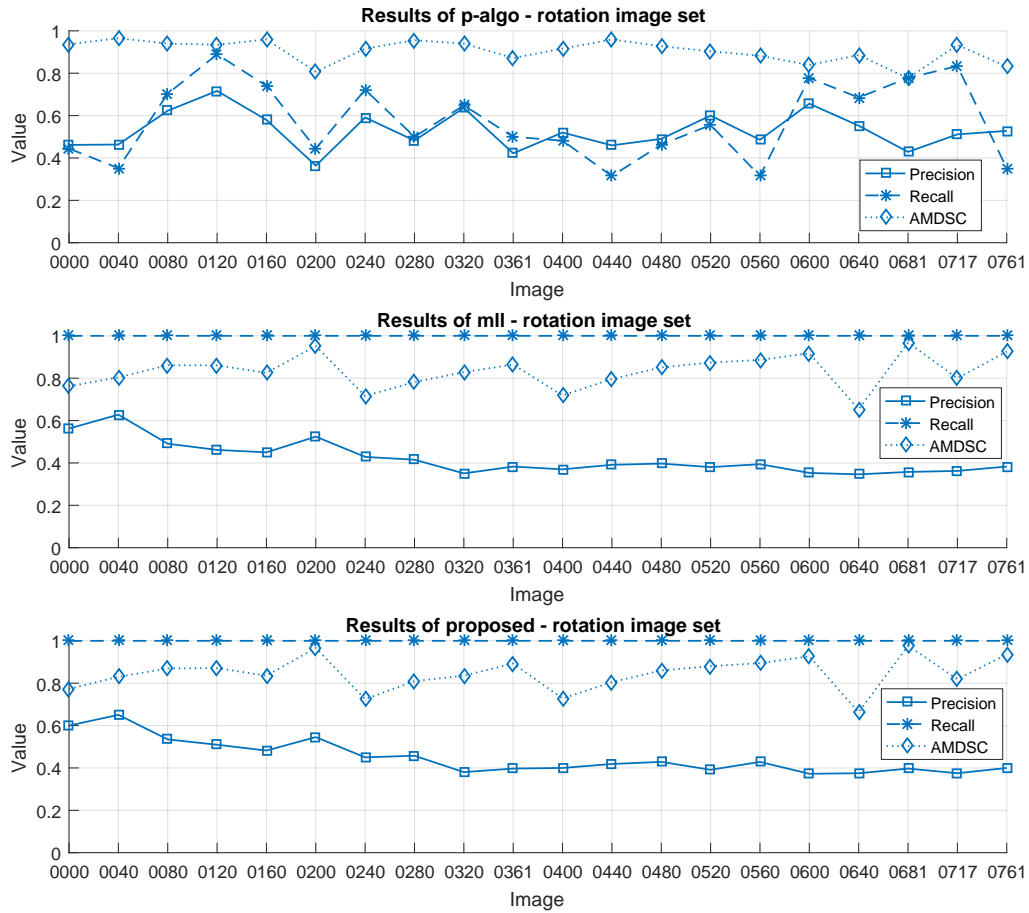 Results of p-algo - rotation image set
1
0.8
0.6
0.4
0.2
0
Value
Precision
Recall
AMDSC
0000 0040 0080 0120 0160 0200 0240 0280 0320 0361 0400 0440 0480 0520 0560 0600 0640 0681 0717 0761
Image
Results of mll - rotation image set
1
0.8
0.6
0.4
0.2
0
Value
Precision
Recall
AMDSC
0000 0040 0080 0120 0160 0200 0240 0280 0320 0361 0400 0440 0480 0520 0560 0600 0640 0681 0717 0761
Image
Results of proposed - rotation image set
1
0.8
0.6
0.4
0.2
0
Value
Precision
Recall
AMDSC
0000 0040 0080 0120 0160 0200 0240 0280 0320 0361 0400 0440 0480 0520 0560 0600 0640 0681 0717 0761
Image